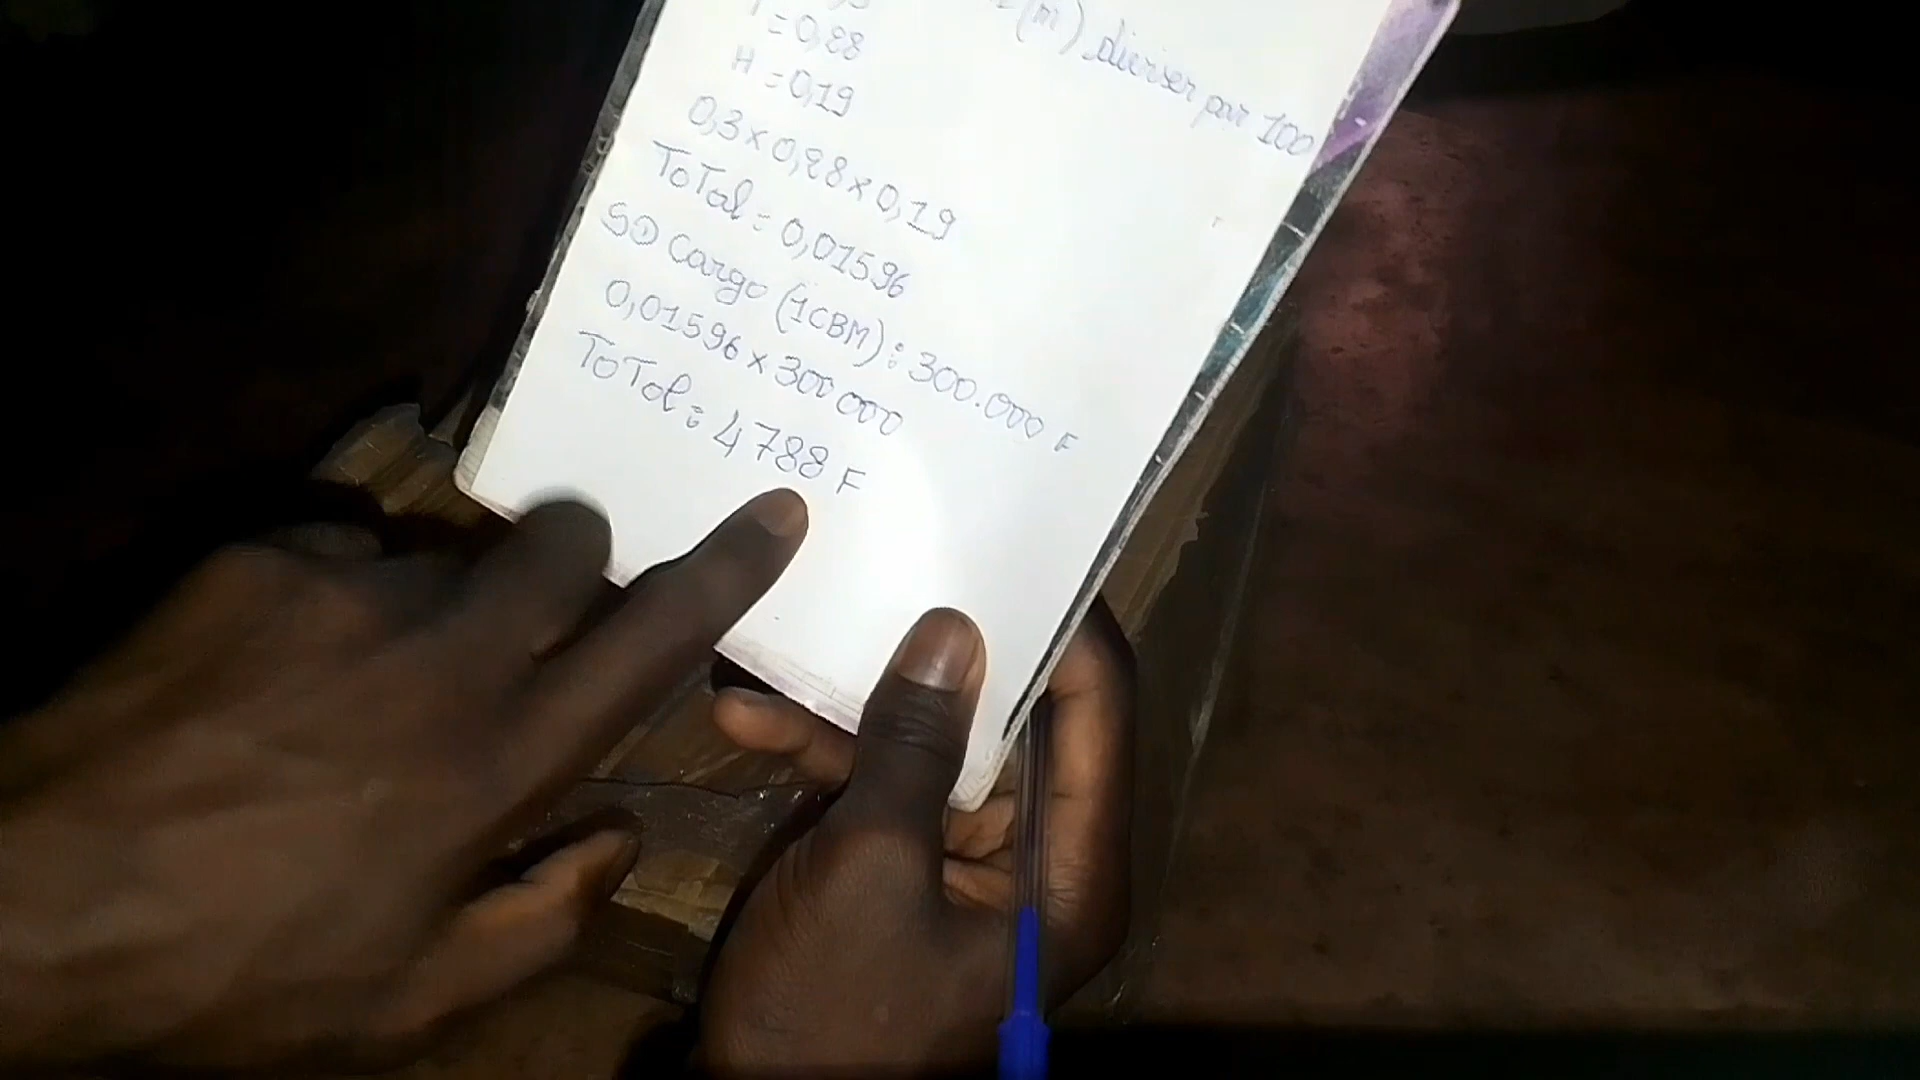 (m) diviser par 100
= 0,28
H = 0,19
0,3 x 0,28 x 0,19
ToTal : 0,01596
SD Cargo (1CBM) : 300.000 F
0,01596 x 300 000
ToTal : 4788 F